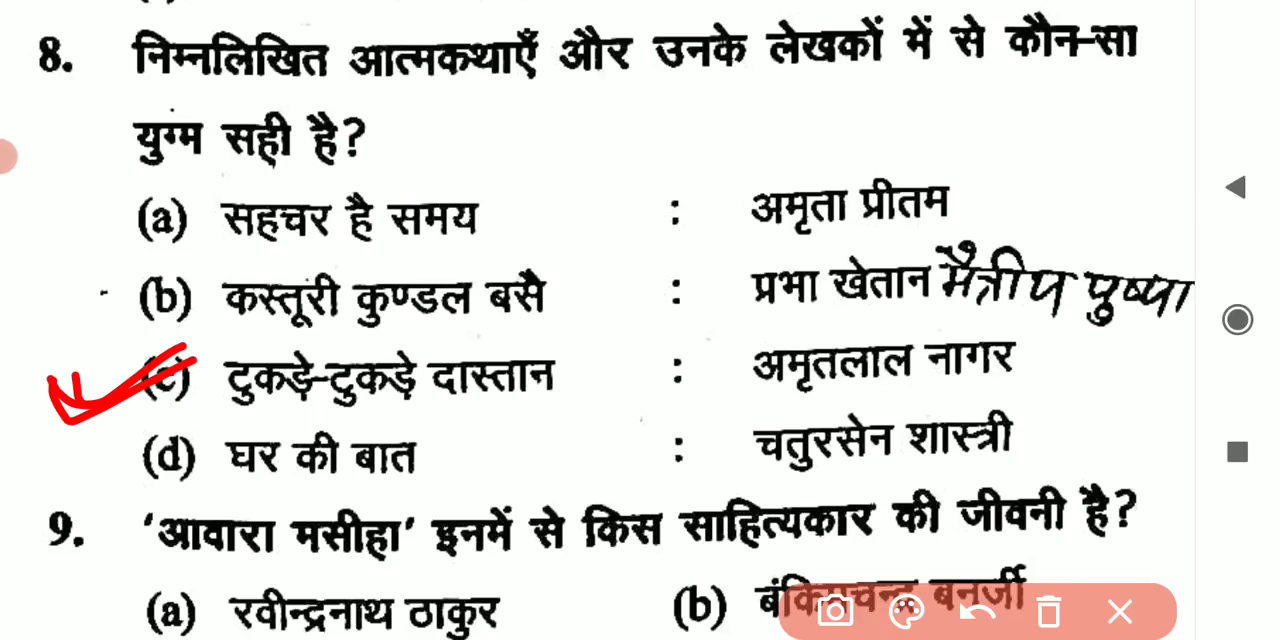 8. निम्नलिखित आत्मकथाएँ और उनके लेखकों में से कौन-सा
युग्म सही है?
(a) सहचर है समय : अमृता प्रीतम
(b) कस्तूरी कुण्डल बसै : प्रभा खेतान मैत्रीय पुष्पा
(c) टुकड़े-टुकड़े दास्तान : अमृतलाल नागर
(d) घर की बात : चतुरसेन शास्त्री
9. 'आवारा मसीहा' इनमें से किस साहित्यकार की जीवनी है?
(a) रवीन्द्रनाथ ठाकुर (b) बंकिमचन्द्र बनर्जी